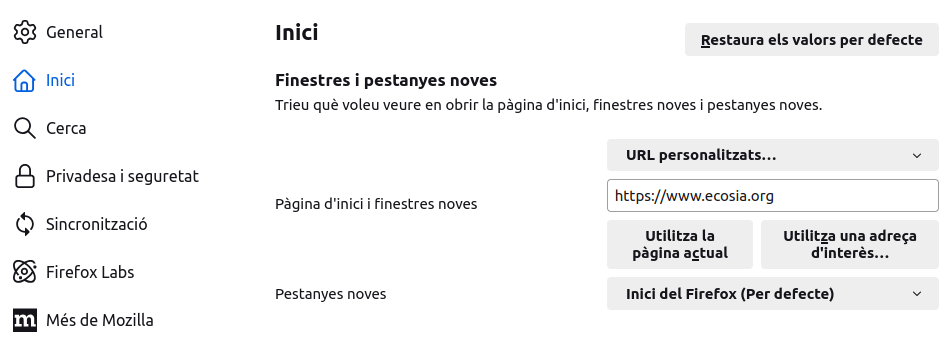 General
Inici
Cerca
Privadesa i seguretat
Sincronització
Firefox Labs
m Més de Mozilla
Inici
Restaura els valors per defecte
Finestres i pestanyes noves
Trieu què voleu veure en obrir la pàgina d'inici, finestres noves i pestanyes noves.
Pàgina d'inici i finestres noves
URL personalitzats...
https://www.ecosia.org
Utilitza la
pàgina actual
Utilitza una adreça
d'interès...
Pestanyes noves
Inici del Firefox (Per defecte)